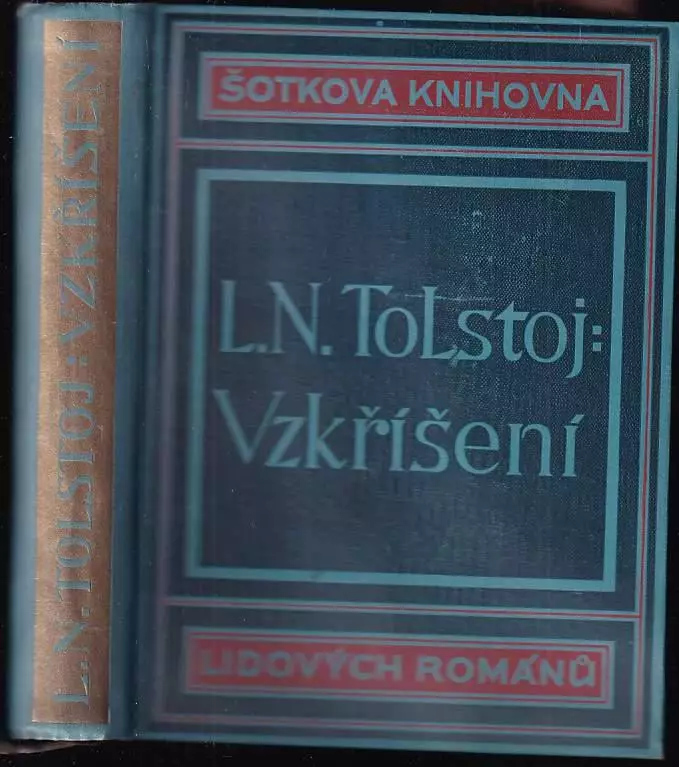 L.N. TOLSTOJ: VZKŘÍŠENÍ
ŠOTKOVA KNIHOVNA
L.N. Tolstoj:
Vzkříšení
LIDOVÝCH ROMÁNŮ